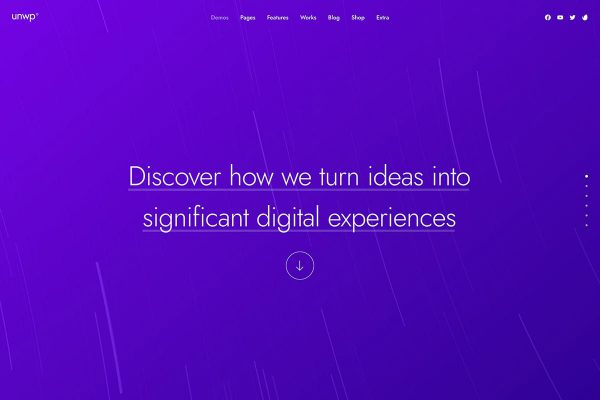 unwp
Demos Pages Features Works Blog Shop Extra
Discover how we turn ideas into
significant digital experiences